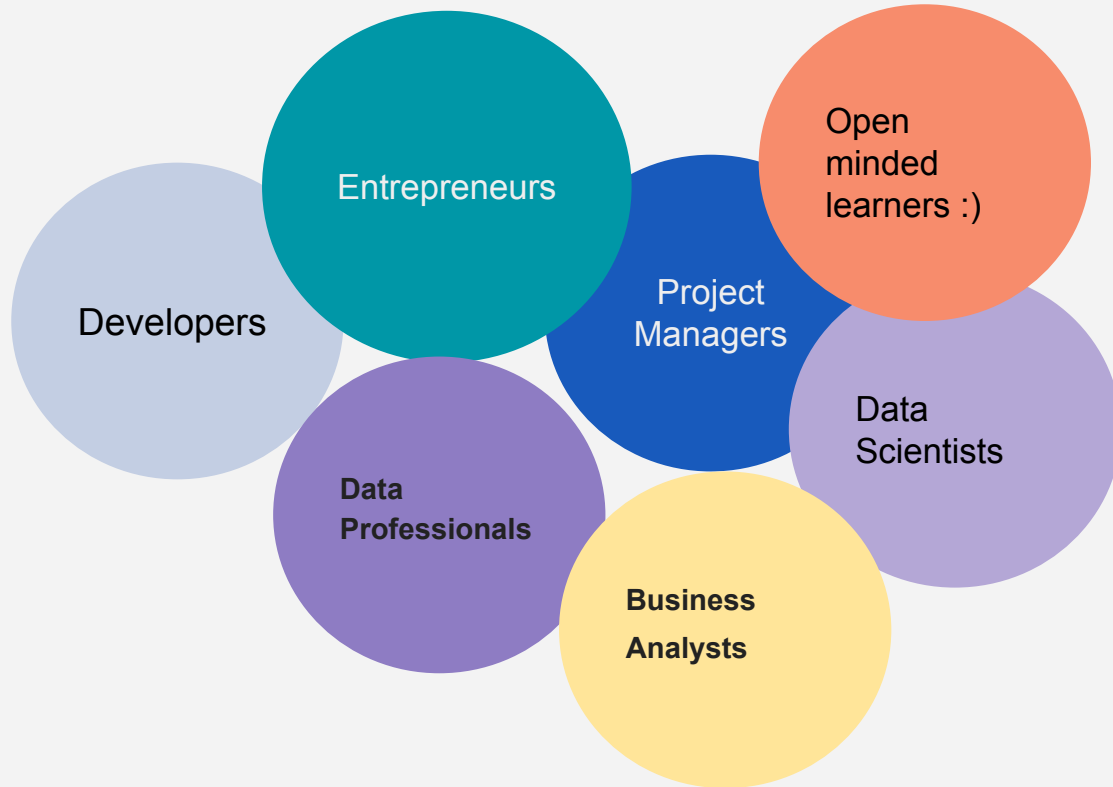 Open
minded
learners :)
Entrepreneurs
Project
Managers
Developers
Data
Scientists
Data
Professionals
Business
Analysts